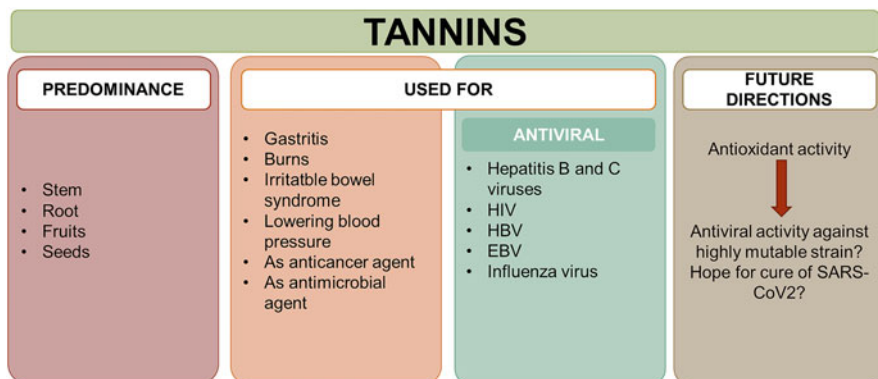 TANNINS
PREDOMINANCE
• Stem
• Root
• Fruits
• Seeds
USED FOR
• Gastritis
• Burns
• Irritatble bowel
syndrome
• Lowering blood
pressure
• As anticancer agent
• As antimicrobial
agent
ANTIVIRAL
• Hepatitis B and C
viruses
• HIV
• HBV
• EBV
• Influenza virus
FUTURE
DIRECTIONS
Antioxidant activity
Antiviral activity against
highly mutable strain?
Hope for cure of SARS-
CoV2?